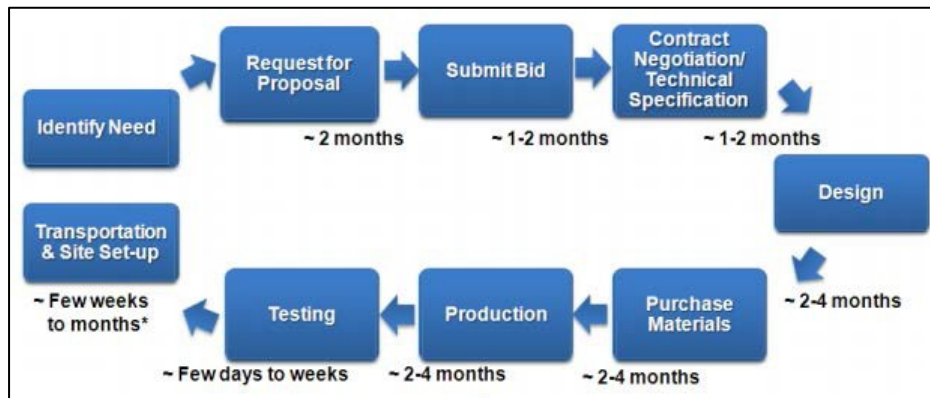 Identify Need
Request for
Proposal
~ 2 months
Submit Bid
~ 1-2 months
Contract
Negotiation/
Technical
Specification
~ 1-2 months
Design
~ 2-4 months
Purchase
Materials
~ 2-4 months
Production
~ 2-4 months
Testing
~ Few days to weeks
Transportation
& Site Set-up
~ Few weeks
to months*